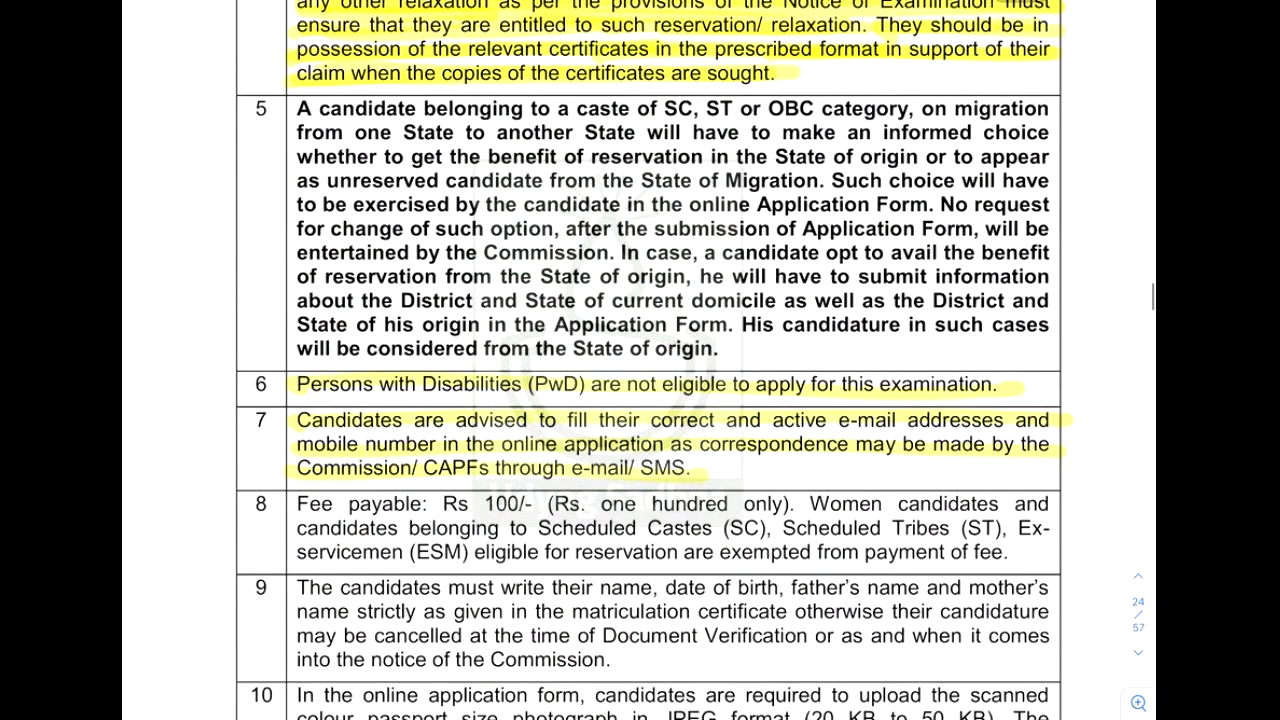 any other relaxation as per the provisions of the Notice of Examination must
ensure that they are entitled to such reservation/ relaxation. They should be in
possession of the relevant certificates in the prescribed format in support of their
claim when the copies of the certificates are sought.
5 A candidate belonging to a caste of SC, ST or OBC category, on migration
from one State to another State will have to make an informed choice
whether to get the benefit of reservation in the State of origin or to appear
as unreserved candidate from the State of Migration. Such choice will have
to be exercised by the candidate in the online Application Form. No request
for change of such option, after the submission of Application Form, will be
entertained by the Commission. In case, a candidate opt to avail the benefit
of reservation from the State of origin, he will have to submit information
about the District and State of current domicile as well as the District and
State of his origin in the Application Form. His candidature in such cases
will be considered from the State of origin.
6 Persons with Disabilities (PwD) are not eligible to apply for this examination.
7 Candidates are advised to fill their correct and active e-mail addresses and
mobile number in the online application as correspondence may be made by the
Commission/ CAPFs through e-mail/ SMS.
8 Fee payable: Rs 100/- (Rs. one hundred only). Women candidates and
candidates belonging to Scheduled Castes (SC), Scheduled Tribes (ST), Ex-
servicemen (ESM) eligible for reservation are exempted from payment of fee.
9 The candidates must write their name, date of birth, father's name and mother's
name strictly as given in the matriculation certificate otherwise their candidature
may be cancelled at the time of Document Verification or as and when it comes
into the notice of the Commission.
10 In the online application form, candidates are required to upload the scanned
colour passport size photograph in JPEG format (20 KB to 50 KB). The
24
/
57